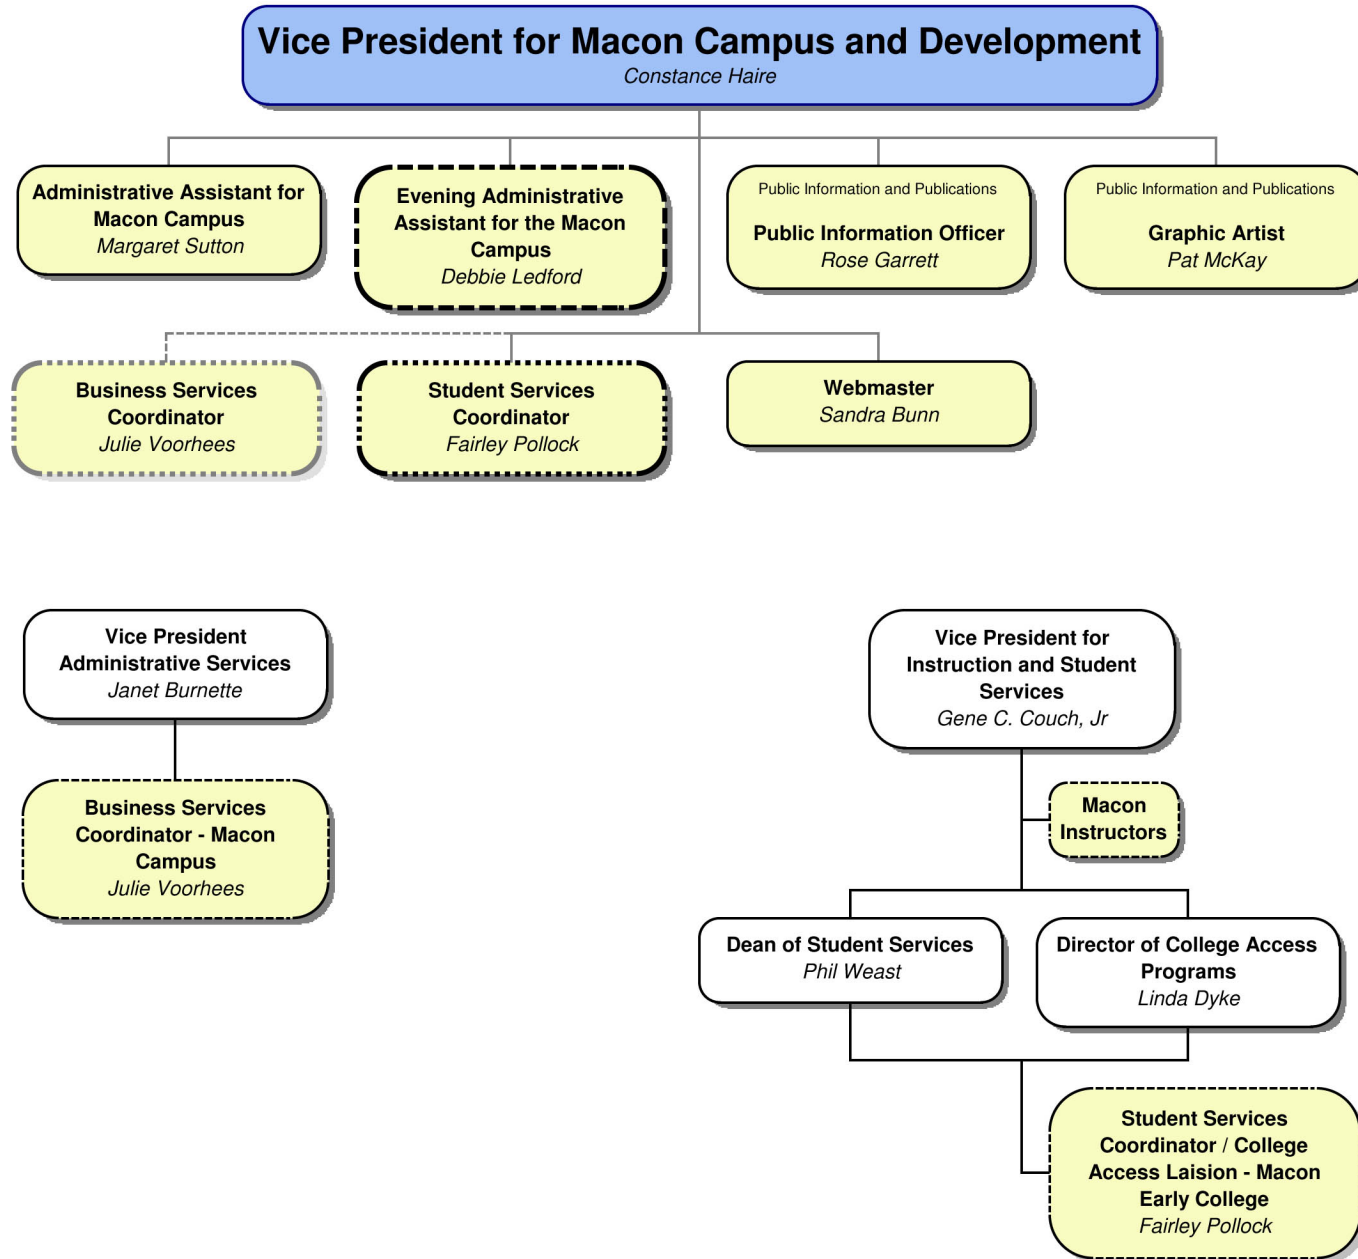 Vice President for Macon Campus and Development
Constance Haire
Administrative Assistant for
Macon Campus
Margaret Sutton
Evening Administrative
Assistant for the Macon
Campus
Debbie Ledford
Public Information and Publications
Public Information Officer
Rose Garrett
Public Information and Publications
Graphic Artist
Pat McKay
Business Services
Coordinator
Julie Voorhees
Student Services
Coordinator
Fairley Pollock
Webmaster
Sandra Bunn
Vice President
Administrative Services
Janet Burnette
Business Services
Coordinator - Macon
Campus
Julie Voorhees
Vice President for
Instruction and Student
Services
Gene C. Couch, Jr
Macon
Instructors
Dean of Student Services
Phil Weast
Director of College Access
Programs
Linda Dyke
Student Services
Coordinator / College
Access Laision - Macon
Early College
Fairley Pollock